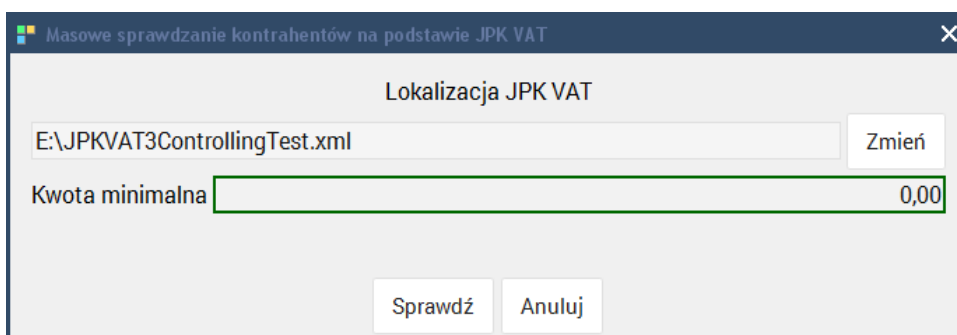 Masowe sprawdzanie kontrahentów na podstawie JPK VAT
Lokalizacja JPK VAT
E:\JPKVAT3ControllingTest.xml Zmień
Kwota minimalna 0,00
Sprawdź Anuluj